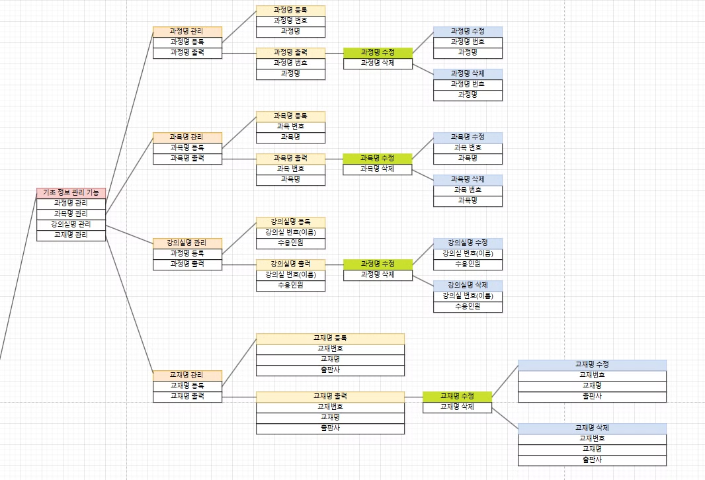 기초 정보 관리 기능
과정명 관리
과목명 관리
강의실명 관리
교재명 관리
과정명 관리
과정명 등록
과정명 출력
과정명 등록
과정명 번호
과정명
과정명 출력
과정명 번호
과정명
과정명 수정
과정명 삭제
과정명 수정
과정명 번호
과정명
과정명 삭제
과정명 번호
과정명
과목명 관리
과목명 등록
과목명 출력
과목명 등록
과목 번호
과목명
과목명 출력
과목 번호
과목명
과목명 수정
과목명 삭제
과목명 수정
과목 번호
과목명
과목명 삭제
과목 번호
과목명
강의실명 관리
과정명 등록
과정명 출력
강의실명 등록
강의실 번호(이름)
수용인원
강의실명 출력
강의실 번호(이름)
수용인원
과정명 수정
과정명 삭제
강의실명 수정
강의실 번호(이름)
수용인원
강의실명 삭제
강의실 번호(이름)
수용인원
교재명 관리
교재명 등록
교재명 출력
교재명 등록
교재번호
교재명
출판사
교재명 출력
교재번호
교재명
출판사
교재명 수정
교재명 삭제
교재명 수정
교재번호
교재명
출판사
교재명 삭제
교재번호
교재명
출판사